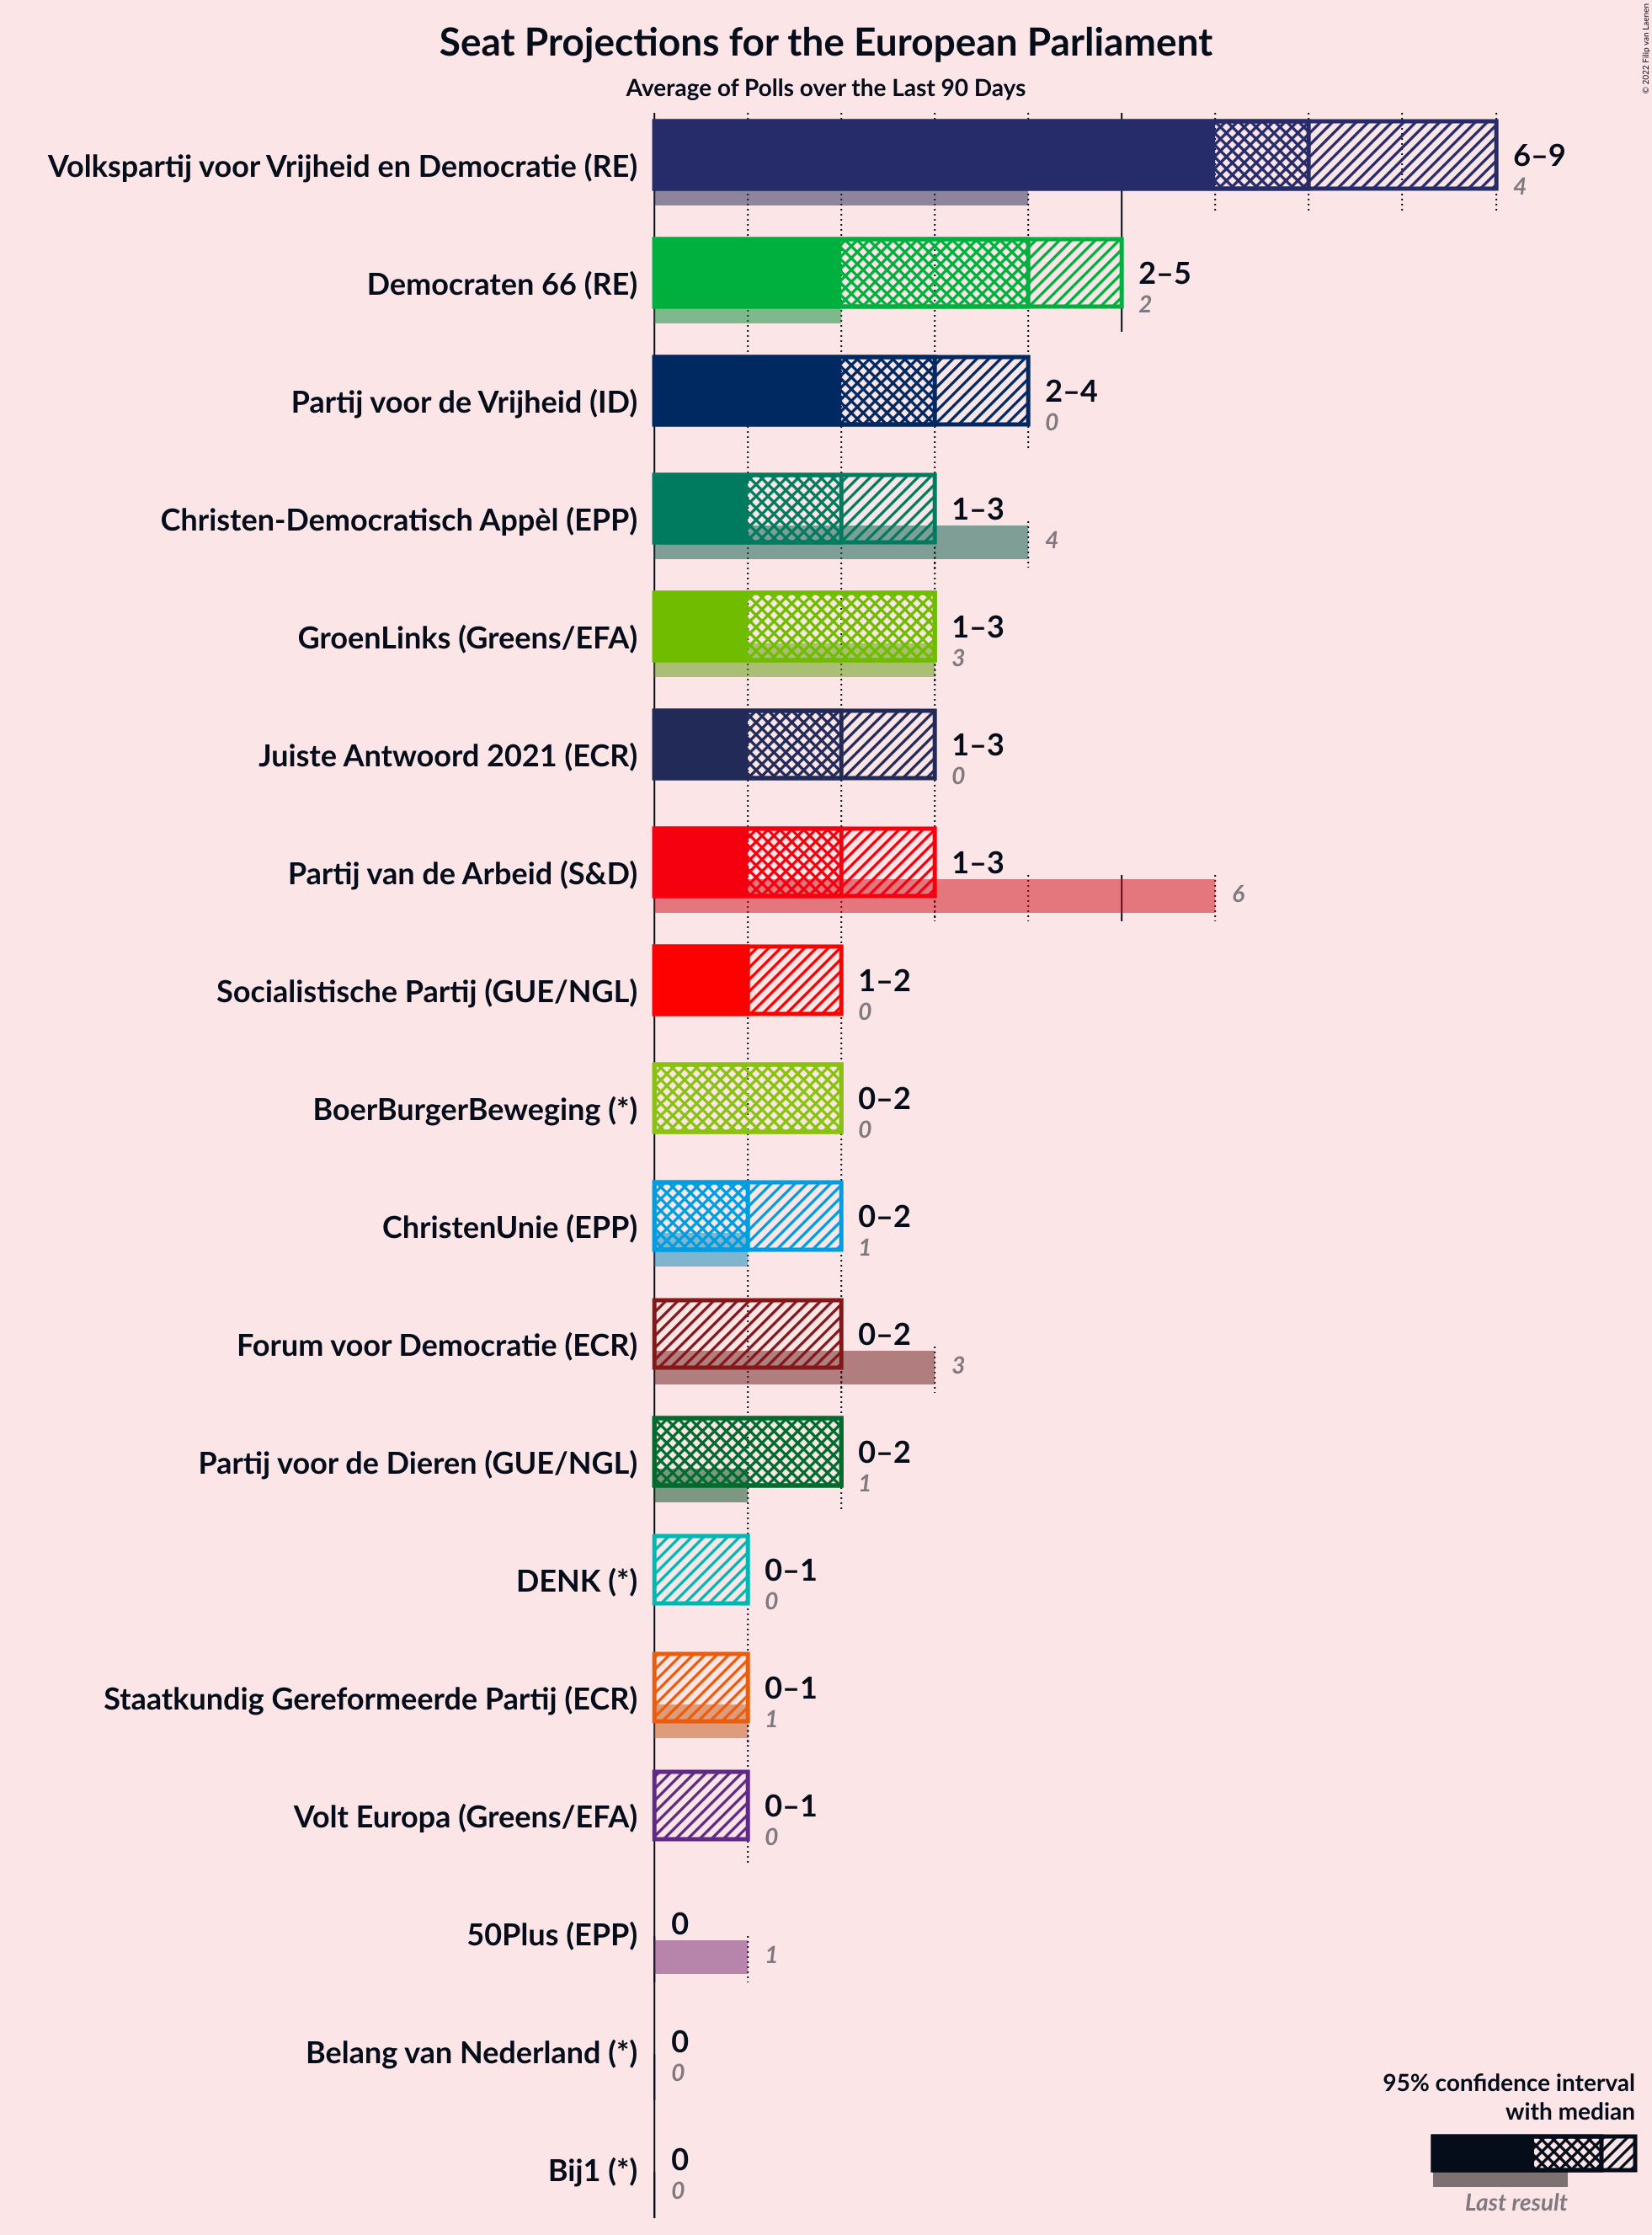 Seat Projections for the European Parliament
Average of Polls over the Last 90 Days
© 2022 Filip van Laenen
Volkspartij voor Vrijheid en Democratie (RE)
6–9
4
Democraten 66 (RE)
2–5
2
Partij voor de Vrijheid (ID)
2–4
0
Christen-Democratisch Appèl (EPP)
1–3
4
GroenLinks (Greens/EFA)
1–3
3
Juiste Antwoord 2021 (ECR)
1–3
0
Partij van de Arbeid (S&D)
1–3
6
Socialistische Partij (GUE/NGL)
1–2
0
BoerBurgerBeweging (*)
0–2
0
ChristenUnie (EPP)
0–2
1
Forum voor Democratie (ECR)
0–2
3
Partij voor de Dieren (GUE/NGL)
0–2
1
DENK (*)
0–1
0
Staatkundig Gereformeerde Partij (ECR)
0–1
1
Volt Europa (Greens/EFA)
0–1
0
50Plus (EPP)
0
1
Belang van Nederland (*)
0
0
Bij1 (*)
0
0
95% confidence interval
with median
Last result